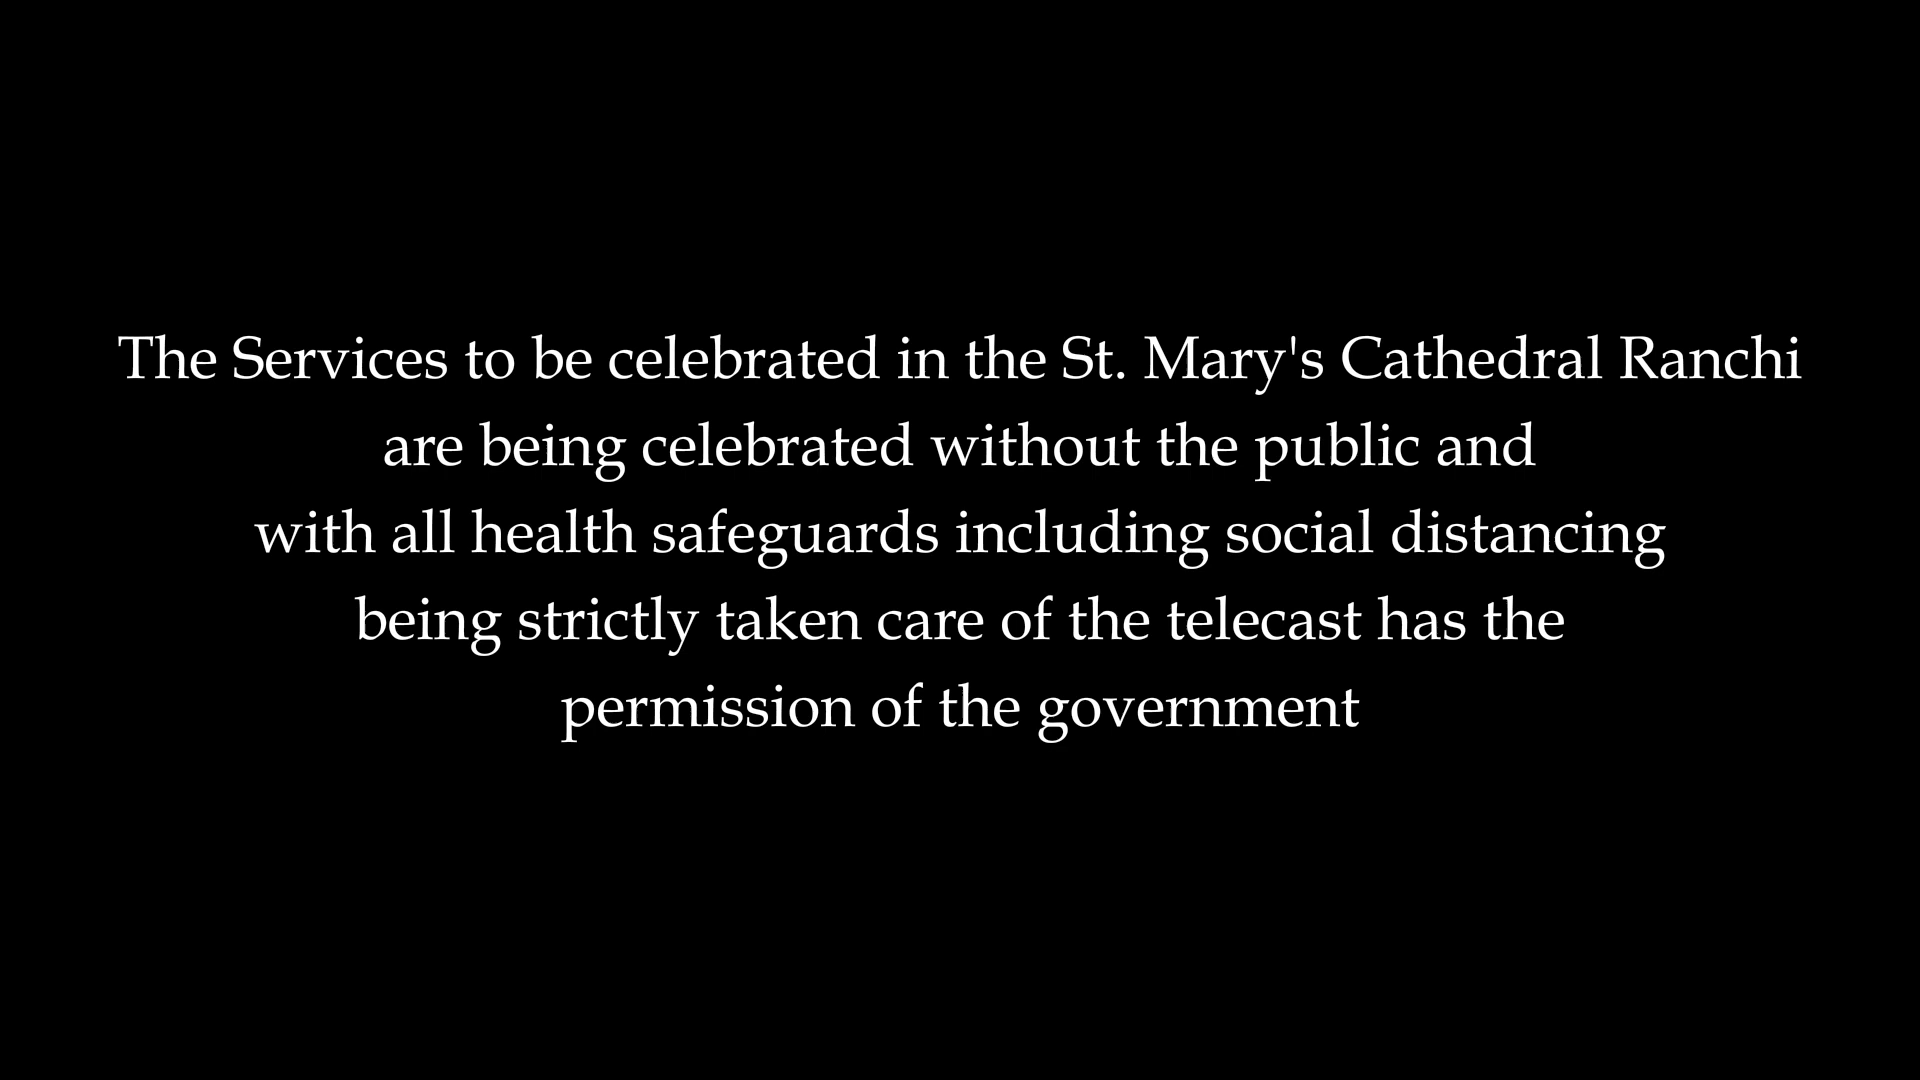 The Services to be celebrated in the St. Mary's Cathedral Ranchi
are being celebrated without the public and
with all health safeguards including social distancing
being strictly taken care of the telecast has the
permission of the government